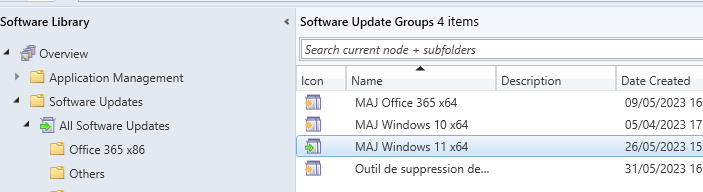 Software Library
Software Update Groups 4 items
Search current node + subfolders
Overview
Application Management
Software Updates
All Software Updates
Office 365 x86
Others
Icon Name Description Date Created
MAJ Office 365 x64 09/05/2023 16
MAJ Windows 10 x64 05/04/2023 17
MAJ Windows 11 x64 26/05/2023 15
Outil de suppression de... 31/05/2023 16